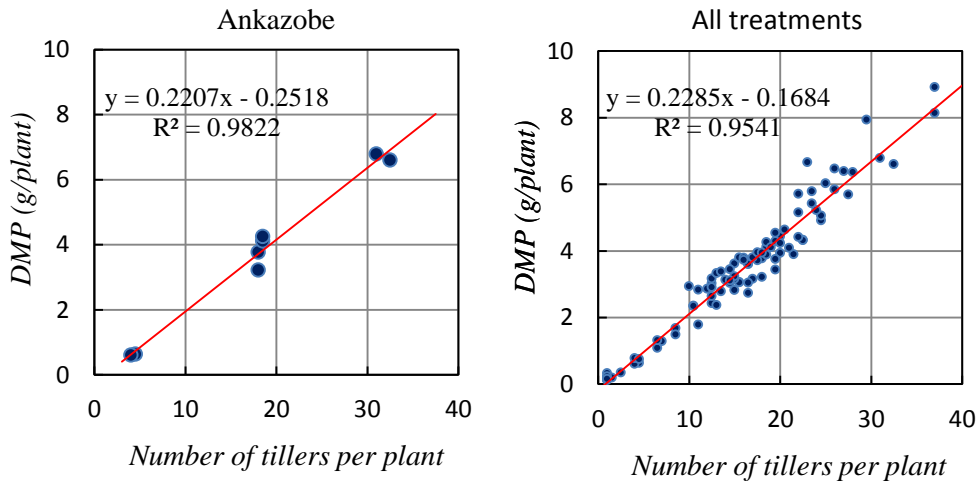 Ankazobe
10
8
6
4
2
0
y = 0.2207x - 0.2518
R² = 0.9822
DMP (g/plant)
0 10 20 30 40
Number of tillers per plant
All treatments
10
8
6
4
2
0
y = 0.2285x - 0.1684
R² = 0.9541
DMP (g/plant)
0 10 20 30 40
Number of tillers per plant